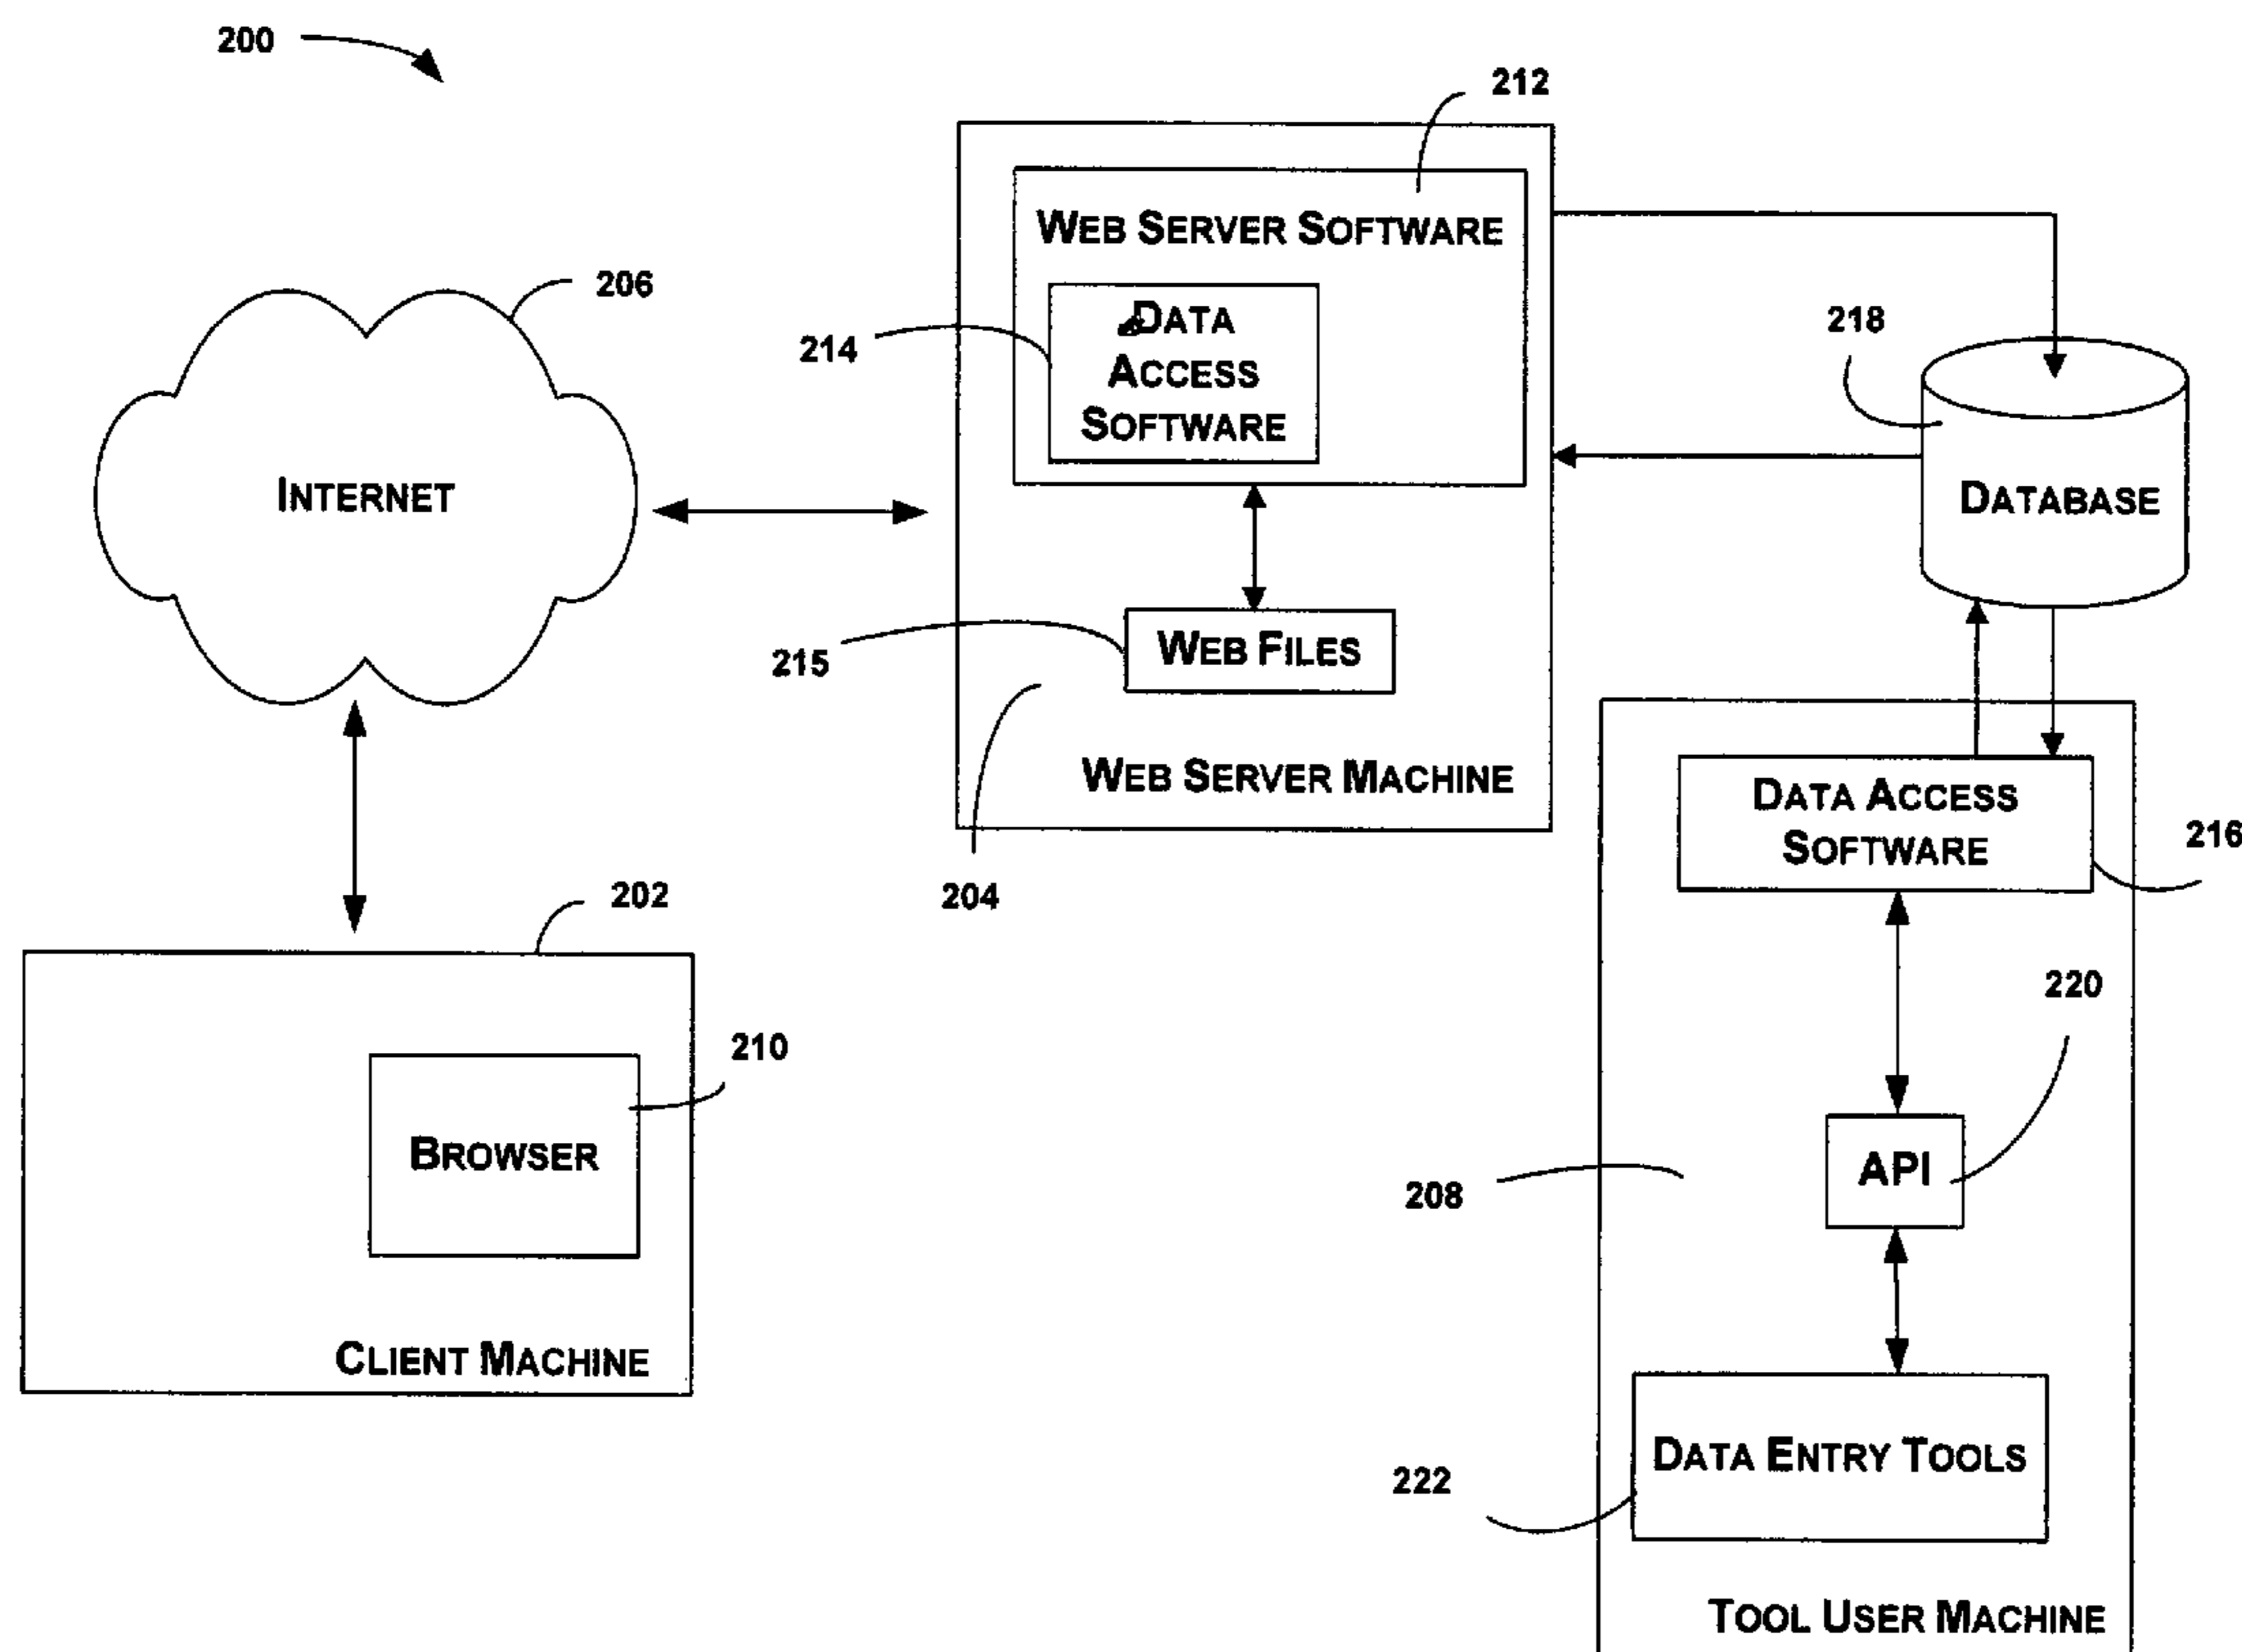 200
212
WEB SERVER SOFTWARE
206
DATA
ACCESS
SOFTWARE
214
218
INTERNET
DATABASE
WEB FILES
215
WEB SERVER MACHINE
DATA ACCESS
SOFTWARE
216
204
202
220
210
BROWSER
API
208
CLIENT MACHINE
DATA ENTRY TOOLS
222
TOOL USER MACHINE